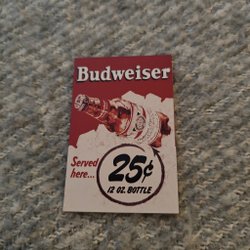 Budweiser
Served
here...
25¢
12 OZ. BOTTLE